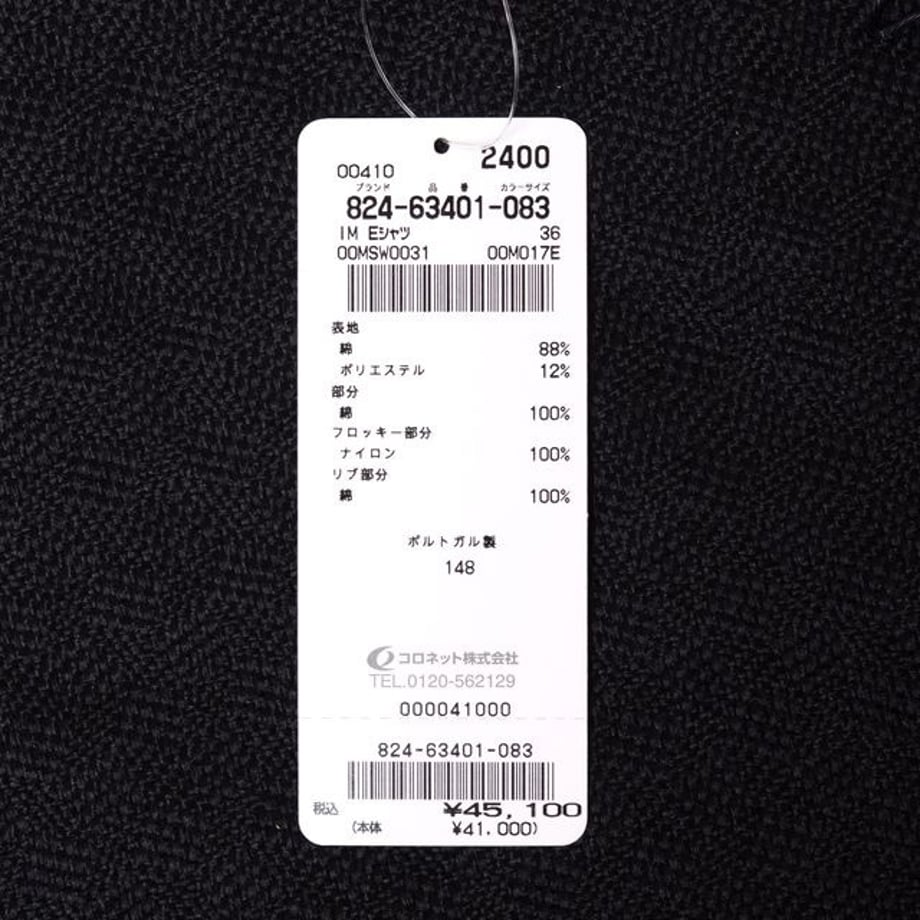 2400
00410
ブランド 品番 カラーサイズ
824-63401-083
IM Eシャツ 36
00MSW0031 00M017E
表地
綿 88%
ポリエステル 12%
部分
綿 100%
フロッキー部分
ナイロン 100%
リブ部分
綿 100%
ポルトガル製
148
コロネット株式会社
TEL.0120-562129
000041000
824-63401-083
税込 ¥45,100
(本体 ¥41.000)